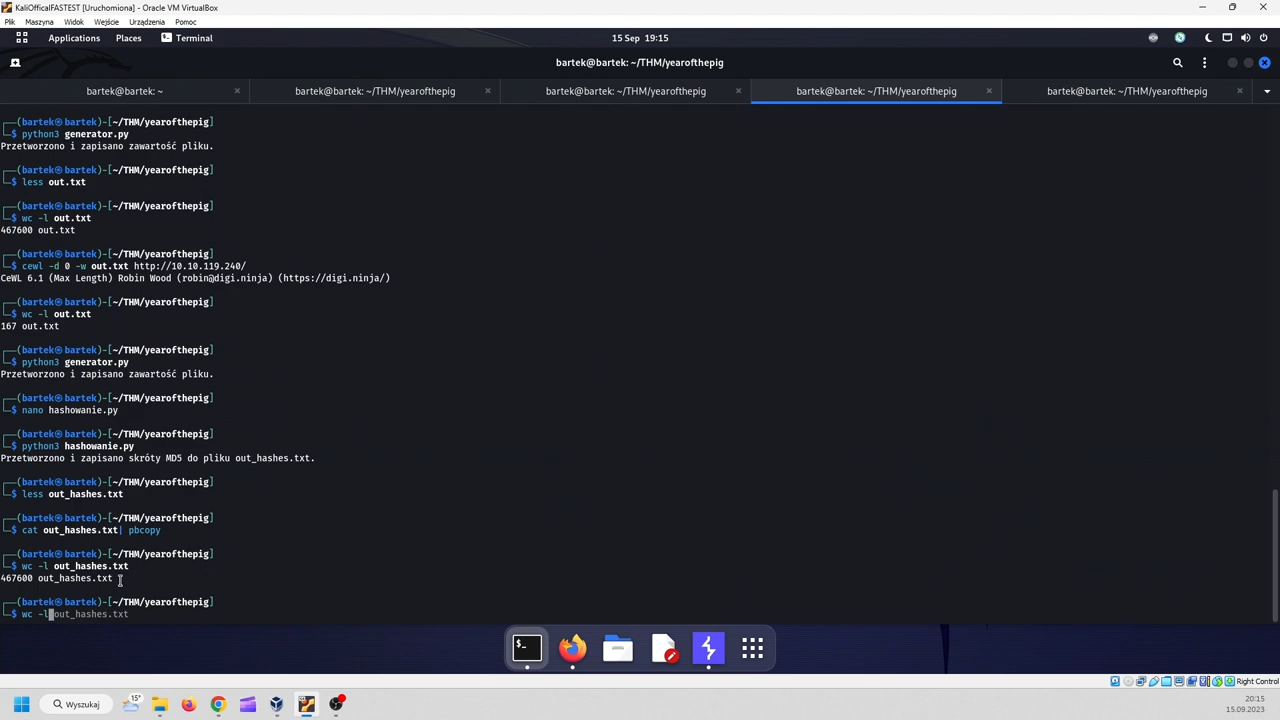 KaliOfficalFASTEST [Uruchomiona] - Oracle VM VirtualBox
Plik Maszyna Widok Wejście Urządzenia Pomoc
Applications Places Terminal 15 Sep 19:15
bartek@bartek: ~/THM/yearofthepig
bartek@bartek: ~ bartek@bartek: ~/THM/yearofthepig bartek@bartek: ~/THM/yearofthepig bartek@bartek: ~/THM/yearofthepig bartek@bartek: ~/THM/yearofthepig
┌──(bartek㉿bartek)-[~/THM/yearofthepig]
└─$ python3 generator.py
Przetworzono i zapisano zawartość pliku.
┌──(bartek㉿bartek)-[~/THM/yearofthepig]
└─$ less out.txt
┌──(bartek㉿bartek)-[~/THM/yearofthepig]
└─$ wc -l out.txt
467600 out.txt
┌──(bartek㉿bartek)-[~/THM/yearofthepig]
└─$ cewl -d 0 -w out.txt http://10.10.119.240/
CeWL 6.1 (Max Length) Robin Wood (robin@digi.ninja) (https://digi.ninja/)
┌──(bartek㉿bartek)-[~/THM/yearofthepig]
└─$ wc -l out.txt
167 out.txt
┌──(bartek㉿bartek)-[~/THM/yearofthepig]
└─$ python3 generator.py
Przetworzono i zapisano zawartość pliku.
┌──(bartek㉿bartek)-[~/THM/yearofthepig]
└─$ nano hashowanie.py
┌──(bartek㉿bartek)-[~/THM/yearofthepig]
└─$ python3 hashowanie.py
Przetworzono i zapisano skróty MD5 do pliku out_hashes.txt.
┌──(bartek㉿bartek)-[~/THM/yearofthepig]
└─$ less out_hashes.txt
┌──(bartek㉿bartek)-[~/THM/yearofthepig]
└─$ cat out_hashes.txt| pbcopy
┌──(bartek㉿bartek)-[~/THM/yearofthepig]
└─$ wc -l out_hashes.txt
467600 out_hashes.txt
┌──(bartek㉿bartek)-[~/THM/yearofthepig]
└─$ wc -l out_hashes.txt
Right Control
Wyszukaj 15° 20:15
15.09.2023